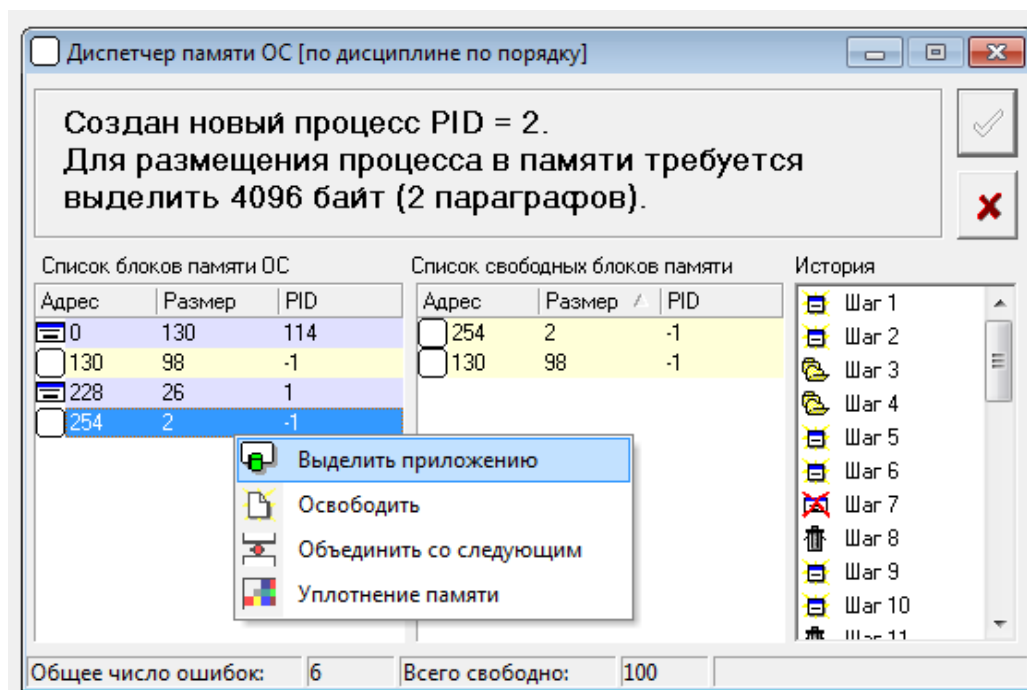 Диспетчер памяти ОС [по дисциплине по порядку]
Создан новый процесс PID = 2.
Для размещения процесса в памяти требуется
выделить 4096 байт (2 параграфов).
Список блоков памяти ОС
Адрес Размер PID
0 130 114
130 98 -1
228 26 1
254 2 -1
Список свободных блоков памяти
Адрес Размер PID
254 2 -1
130 98 -1
История
Шаг 1
Шаг 2
Шаг 3
Шаг 4
Шаг 5
Шаг 6
Шаг 7
Шаг 8
Шаг 9
Шаг 10
Шаг 11
Выделить приложению
Освободить
Объединить со следующим
Уплотнение памяти
Общее число ошибок: 6 Всего свободно: 100